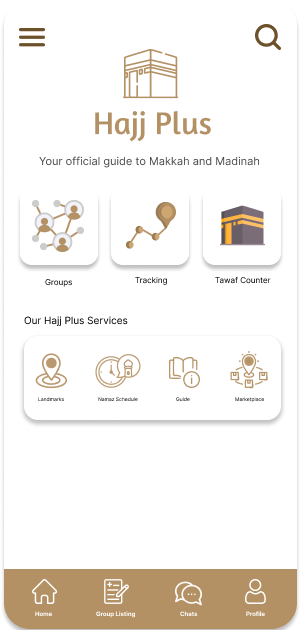 Hajj Plus
Your official guide to Makkah and Madinah
Groups
Tracking
Tawaf Counter
Our Hajj Plus Services
Landmarks
Namaz Schedule
Guide
Marketplace
Home
Group Listing
Chats
Profile